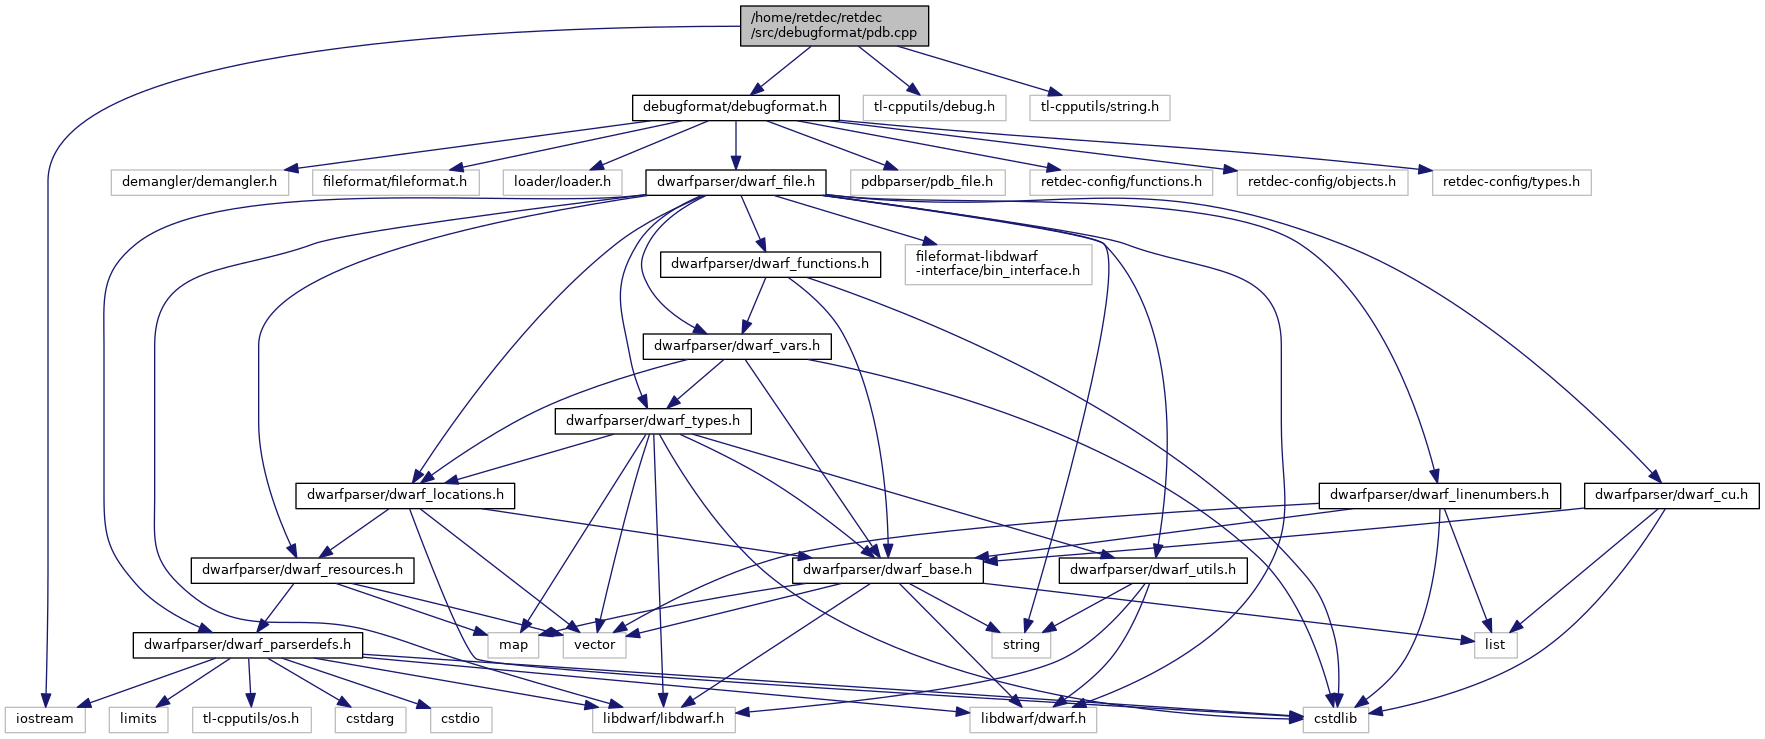 /home/retdec/retdec
/src/debugformat/pdb.cpp
debugformat/debugformat.h
tl-cpputils/debug.h
tl-cpputils/string.h
demangler/demangler.h
fileformat/fileformat.h
loader/loader.h
dwarfparser/dwarf_file.h
pdbparser/pdb_file.h
retdec-config/functions.h
retdec-config/objects.h
retdec-config/types.h
dwarfparser/dwarf_functions.h
fileformat-libdwarf
-interface/bin_interface.h
dwarfparser/dwarf_vars.h
dwarfparser/dwarf_types.h
dwarfparser/dwarf_locations.h
dwarfparser/dwarf_linenumbers.h
dwarfparser/dwarf_cu.h
dwarfparser/dwarf_resources.h
dwarfparser/dwarf_base.h
dwarfparser/dwarf_utils.h
dwarfparser/dwarf_parserdefs.h
map
vector
string
list
iostream
limits
tl-cpputils/os.h
cstdarg
cstdio
libdwarf/libdwarf.h
libdwarf/dwarf.h
cstdlib